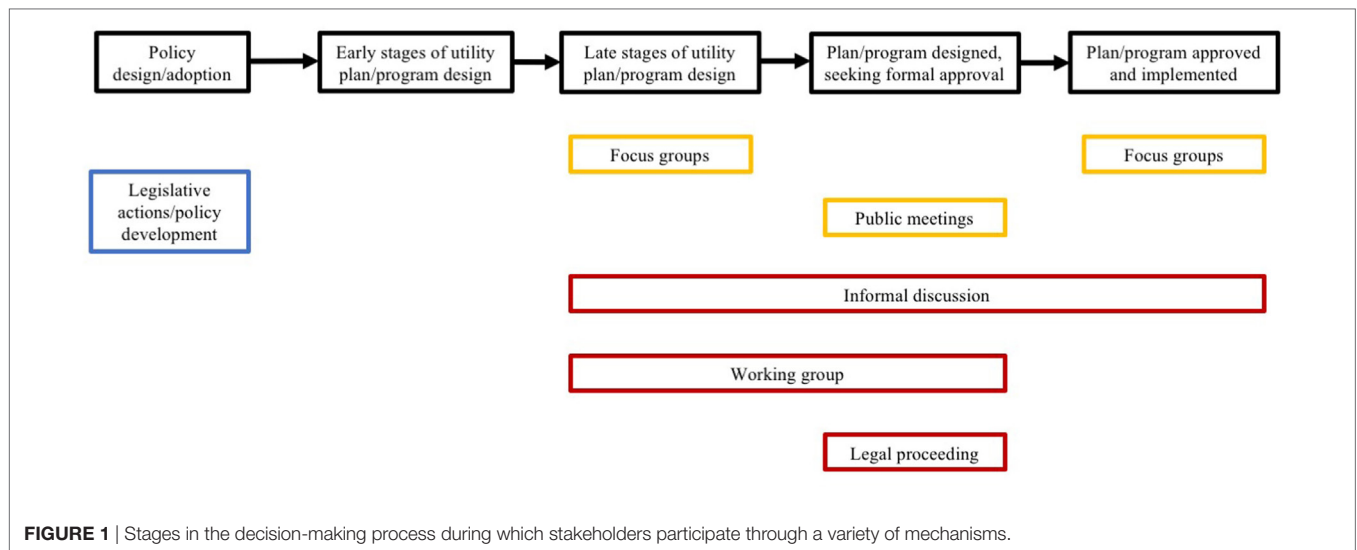 Policy
design/adoption
Early stages of utility
plan/program design
Late stages of utility
plan/program design
Plan/program designed,
seeking formal approval
Plan/program approved
and implemented
Focus groups
Focus groups
Legislative
actions/policy
development
Public meetings
Informal discussion
Working group
Legal proceeding
FIGURE 1 | Stages in the decision-making process during which stakeholders participate through a variety of mechanisms.